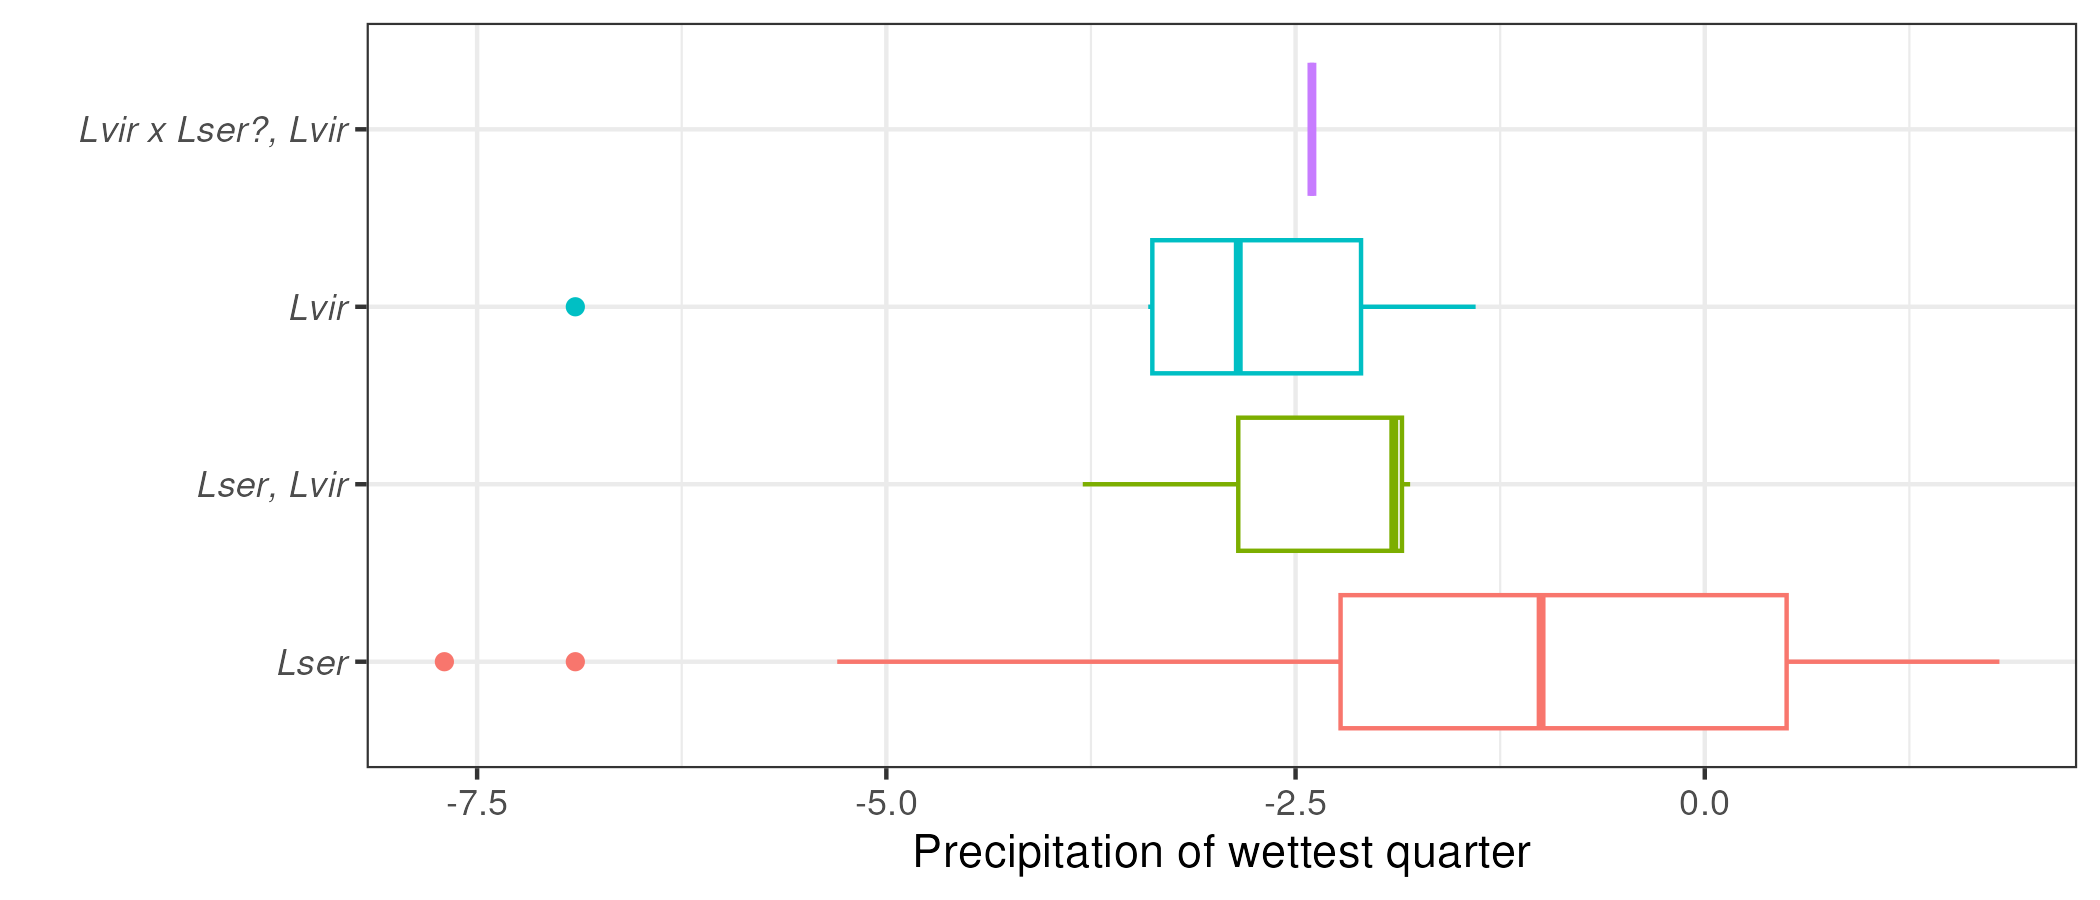 Lvir x Lser?, Lvir
Lvir
Lser, Lvir
Lser
-7.5 -5.0 -2.5 0.0
Precipitation of wettest quarter